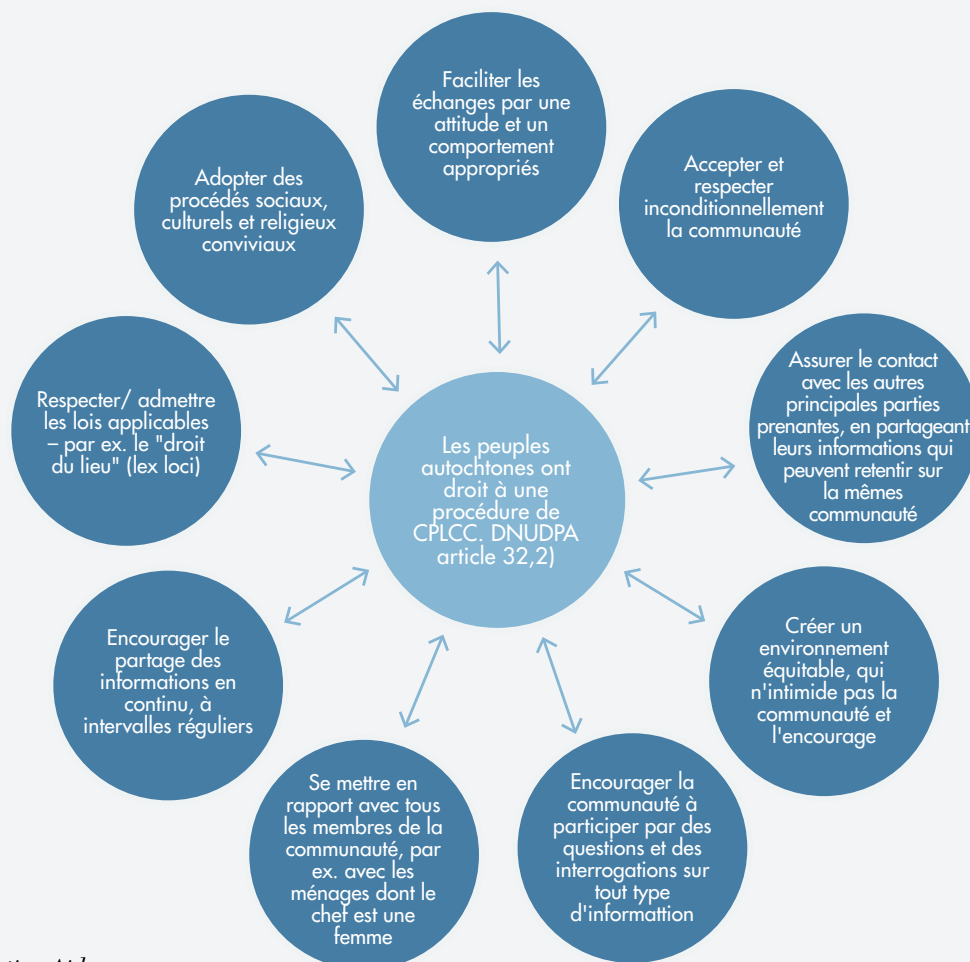 Faciliter les
échanges par une
attitude et un
comportement
appropriés
Accepter et
respecter
inconditionnellement
la communauté
Assurer le contact
avec les autres
principales parties
prenantes, en partageant
leurs informations qui
peuvent retentir sur
la mêmes
communauté
Créer un
environnement
équitable, qui
n'intimide pas la
communauté et
l'encourage
Encourager la
communauté à
participer par des
questions et des
interrogations sur
tout type
d'informattion
Se mettre en
rapport avec tous
les membres de la
communauté, par
ex. avec les
ménages dont le
chef est une
femme
Encourager le
partage des
informations en
continu, à
intervalles réguliers
Respecter/ admettre
les lois applicables
– par ex. le "droit
du lieu" (lex loci)
Adopter des
procédés sociaux,
culturels et religieux
conviviaux
Les peuples
autochtones ont
droit à une
procédure de
CPLCC. DNUDPA
article 32,2)